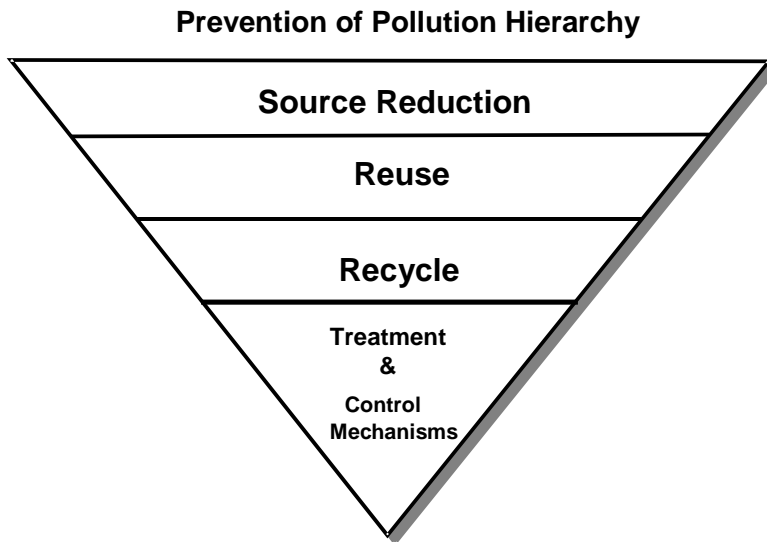 Prevention of Pollution Hierarchy
Source Reduction
Reuse
Recycle
Treatment
&
Control
Mechanisms